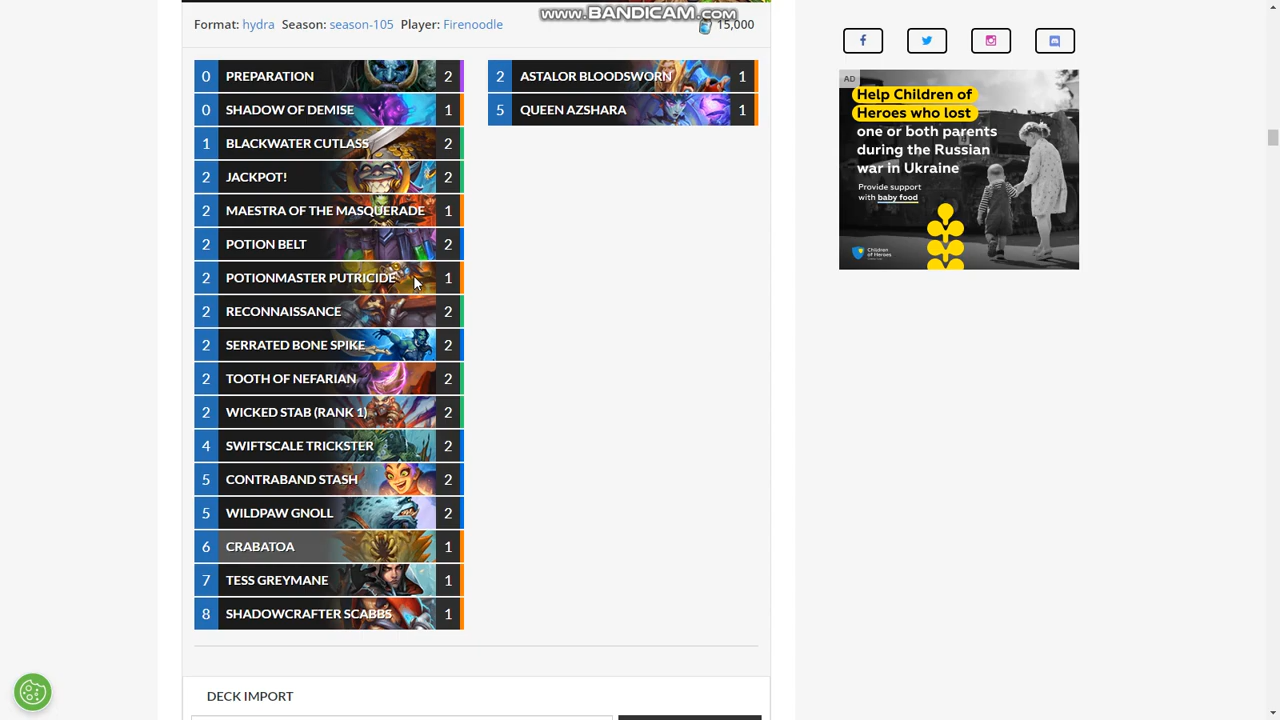 www.BANDICAM.com
Format: hydra Season: season-105 Player: Firenoodle 15,000
0 PREPARATION 2
0 SHADOW OF DEMISE 1
1 BLACKWATER CUTLASS 2
2 JACKPOT! 2
2 MAESTRA OF THE MASQUERADE 1
2 POTION BELT 2
2 POTIONMASTER PUTRICIDE 1
2 RECONNAISSANCE 2
2 SERRATED BONE SPIKE 2
2 TOOTH OF NEFARIAN 2
2 WICKED STAB (RANK 1) 2
4 SWIFTSCALE TRICKSTER 2
5 CONTRABAND STASH 2
5 WILDPAW GNOLL 2
6 CRABATOA 1
7 TESS GREYMANE 1
8 SHADOWCRAFTER SCABBS 1
2 ASTALOR BLOODSWORN 1
5 QUEEN AZSHARA 1
DECK IMPORT
AD
Help Children of
Heroes who lost
one or both parents
during the Russian
war in Ukraine
Provide support
with baby food
Children
of Heroes